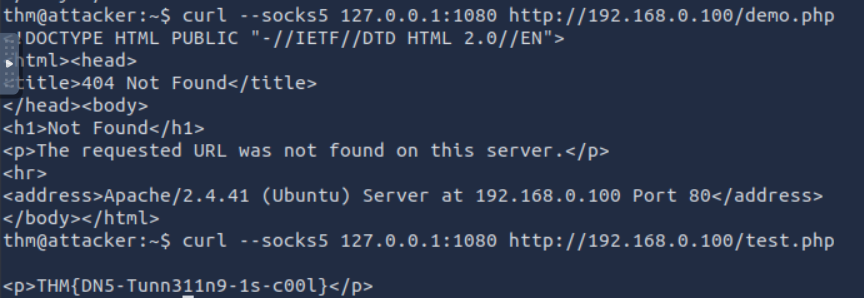 thm@attacker:~$ curl --socks5 127.0.0.1:1080 http://192.168.0.100/demo.php
<!DOCTYPE HTML PUBLIC "-//IETF//DTD HTML 2.0//EN">
html><head>
title>404 Not Found</title>
</head><body>
<h1>Not Found</h1>
<p>The requested URL was not found on this server.</p>
<hr>
<address>Apache/2.4.41 (Ubuntu) Server at 192.168.0.100 Port 80</address>
</body></html>
thm@attacker:~$ curl --socks5 127.0.0.1:1080 http://192.168.0.100/test.php
<p>THM{DN5-Tunn311n9-1s-c00l}</p>